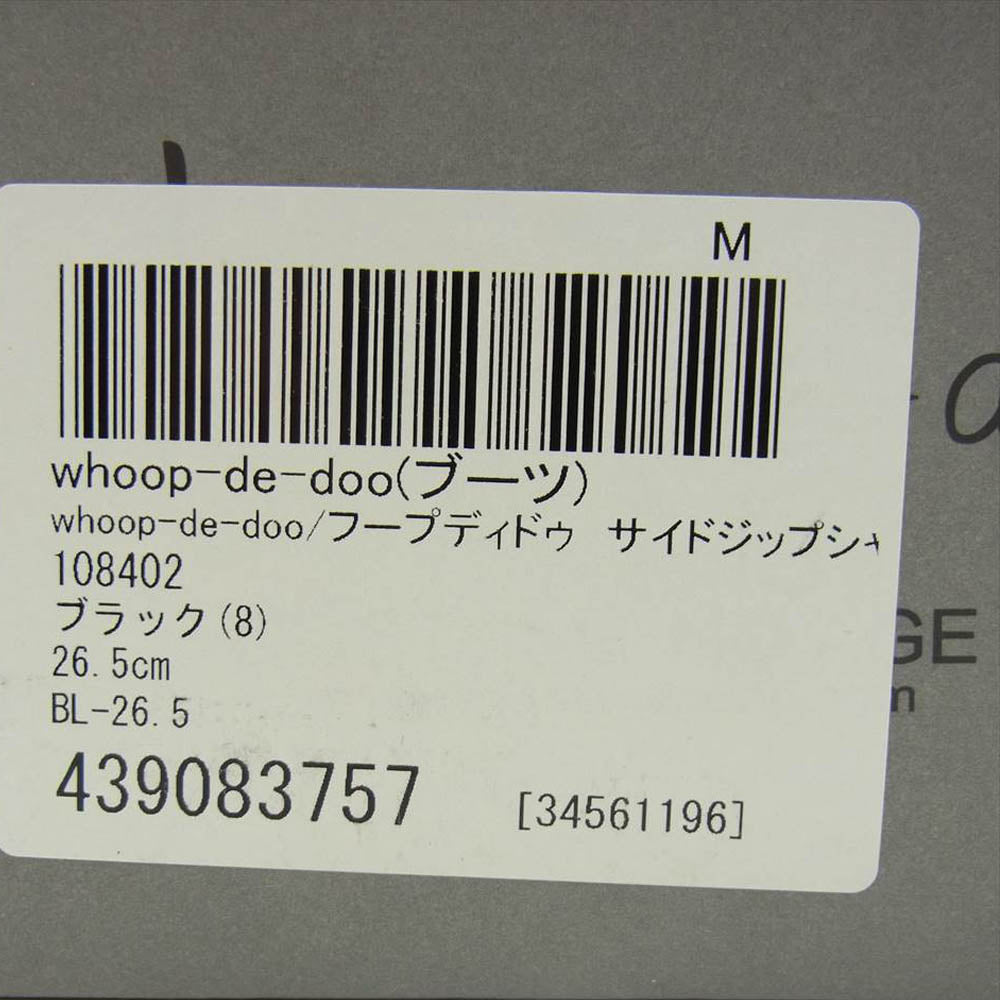 M
whoop-de-doo(ブーツ)
whoop-de-doo/フープディドゥ サイドジップシャ
108402
ブラック(8)
26.5cm
BL-26.5
439083757 [34561196]